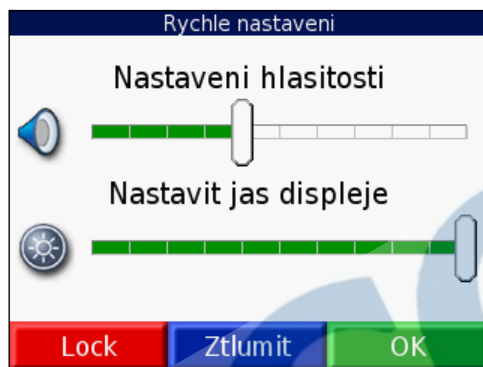 Rychle nastaveni
Nastaveni hlasitosti
Nastavit jas displeje
Lock Ztlumit OK